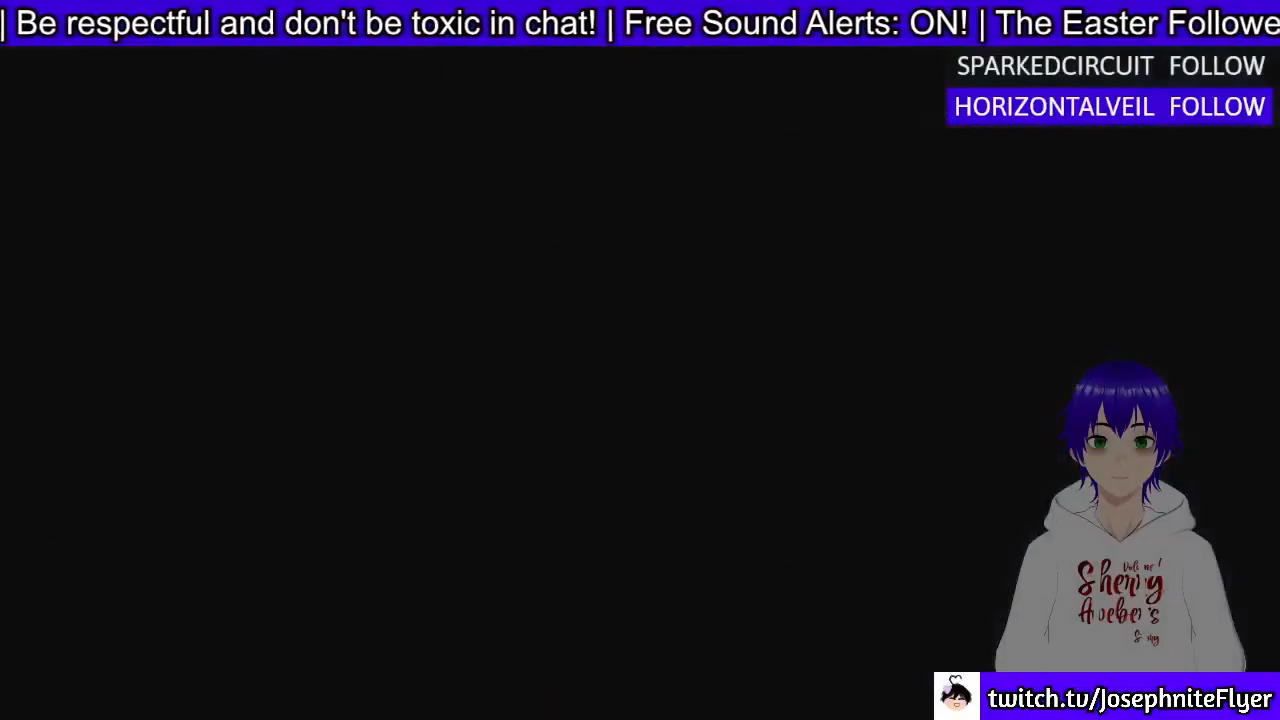 | Be respectful and don't be toxic in chat! | Free Sound Alerts: ON! | The Easter Followe
SPARKEDCIRCUIT FOLLOW
HORIZONTALVEIL FOLLOW
Sherry
twitch.tv/JosephniteFlyer